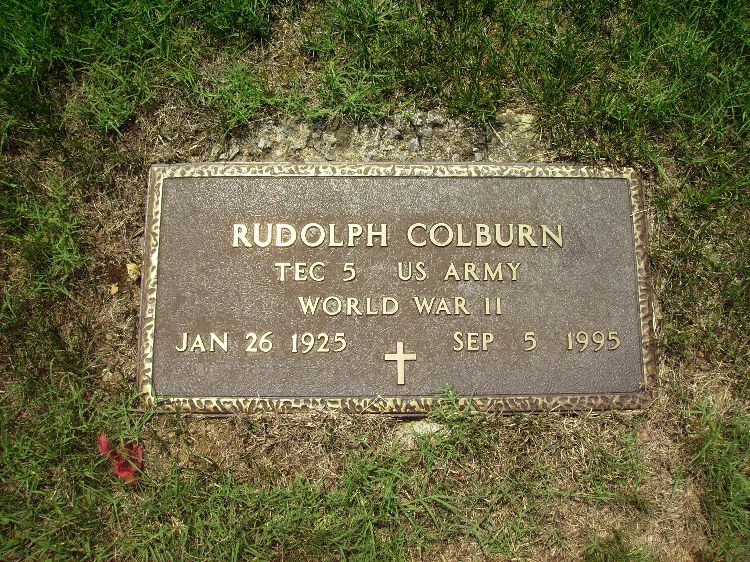 RUDOLPH COLBURN
TEC 5 US ARMY
WORLD WAR II
JAN 26 1925 SEP 5 1995